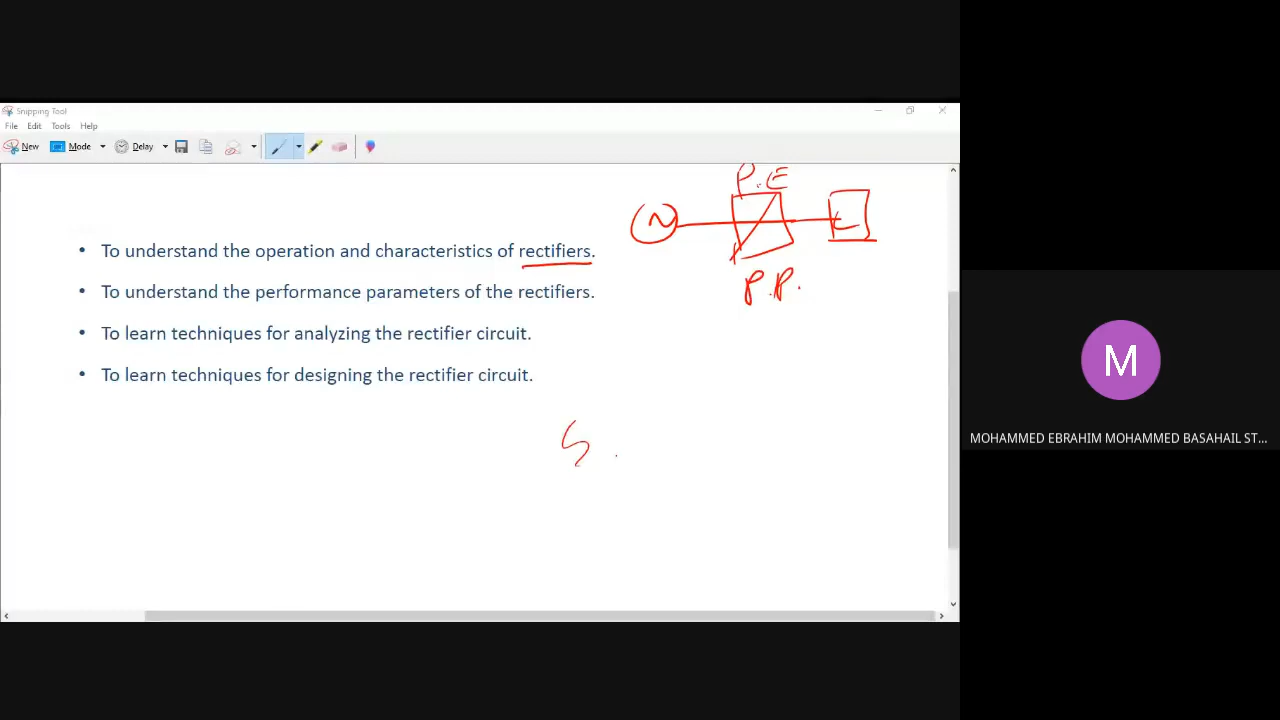 Snipping Tool
File Edit Tools Help
New Mode Delay
P.E
N
L
• To understand the operation and characteristics of rectifiers.
• To understand the performance parameters of the rectifiers.
P.P.
• To learn techniques for analyzing the rectifier circuit.
• To learn techniques for designing the rectifier circuit.
S
M
MOHAMMED EBRAHIM MOHAMMED BASAHAIL ST...